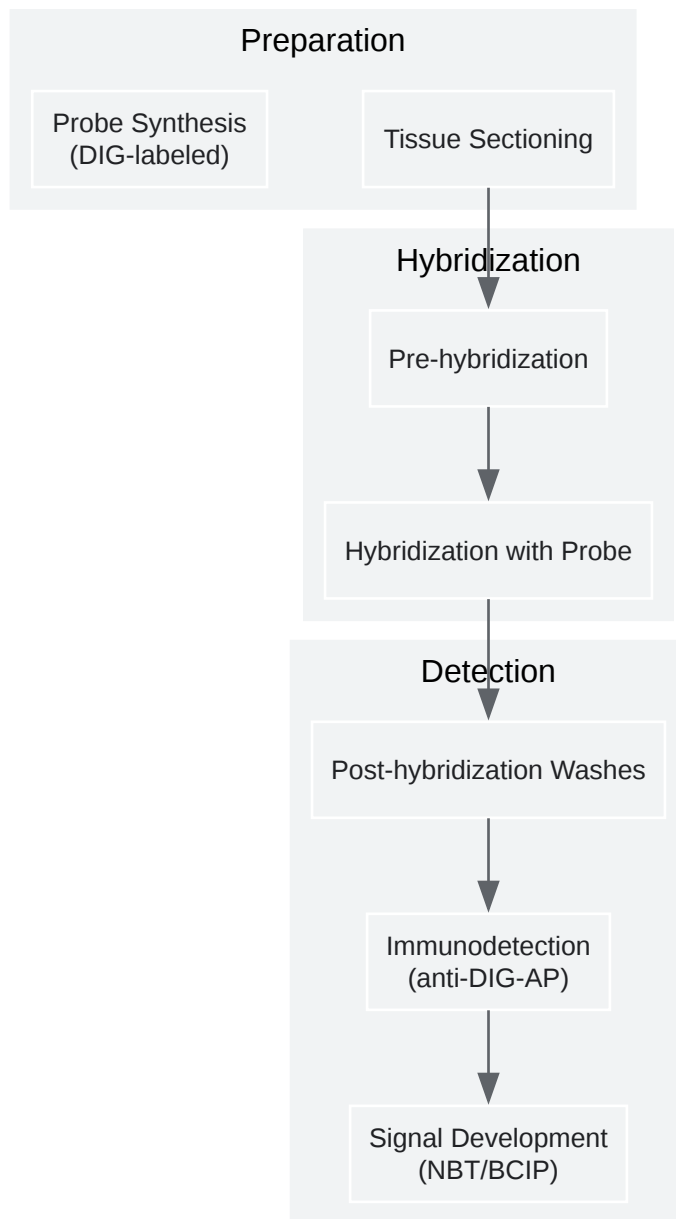 Preparation
Probe Synthesis
(DIG-labeled)
Tissue Sectioning
Hybridization
Pre-hybridization
Hybridization with Probe
Detection
Post-hybridization Washes
Immunodetection
(anti-DIG-AP)
Signal Development
(NBT/BCIP)